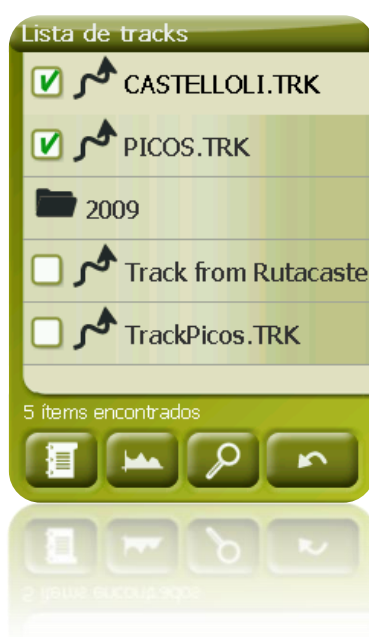 Lista de tracks
CASTELLOLI.TRK
PICOS.TRK
2009
Track from Rutacaste
TrackPicos.TRK
5 ítems encontrados